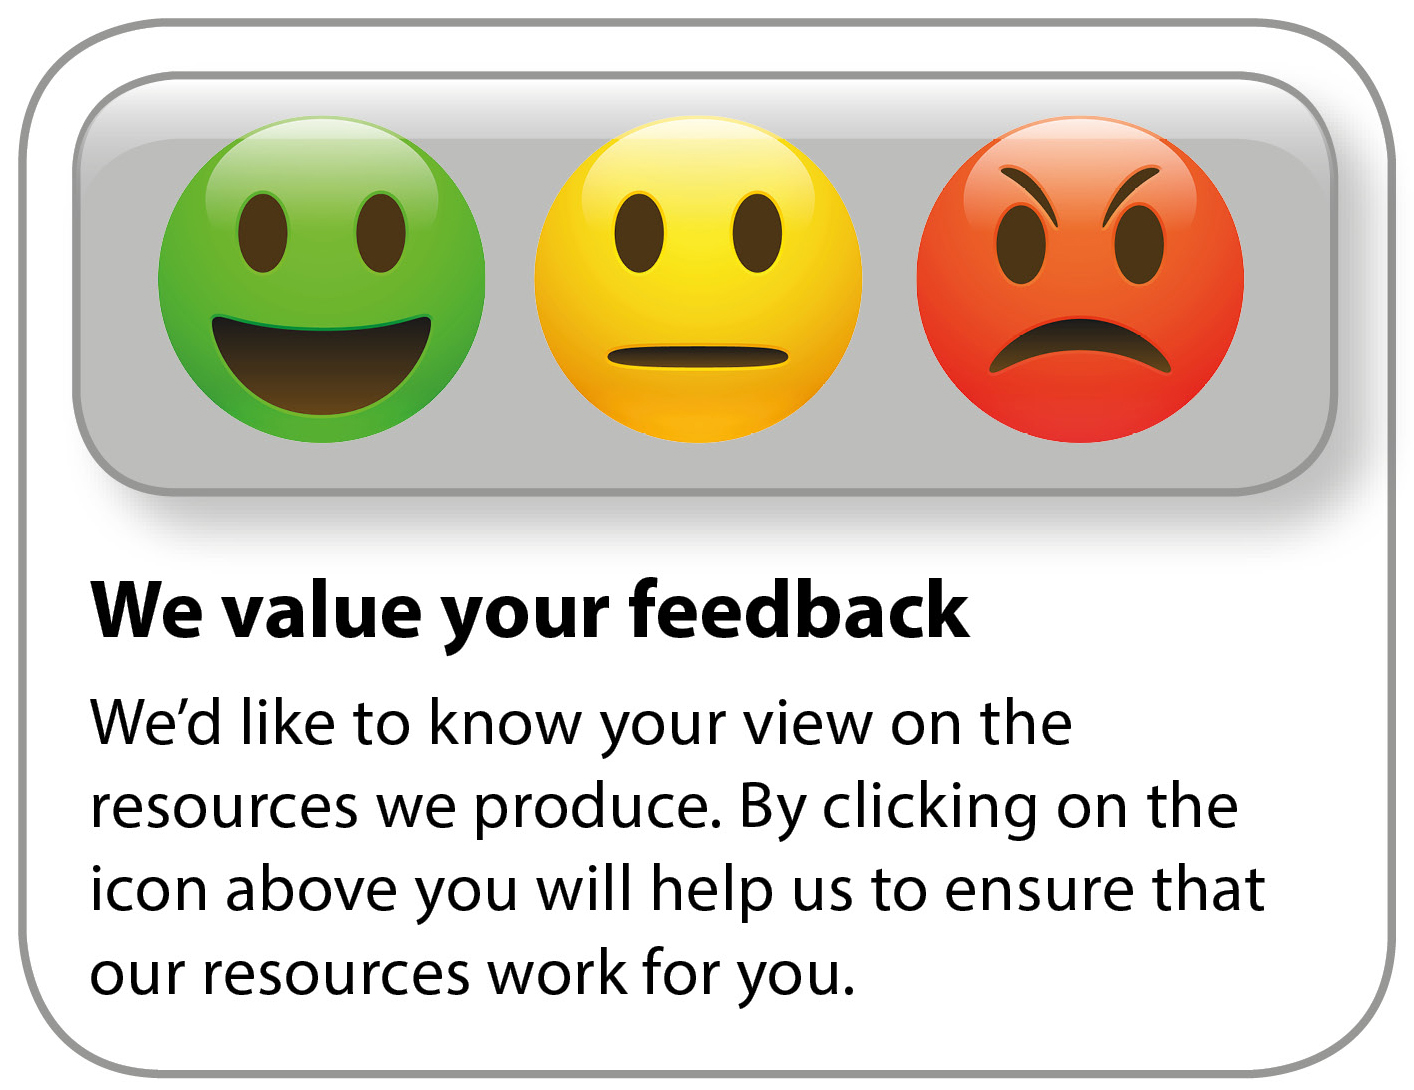 We value your feedback
We’d like to know your view on the
resources we produce. By clicking on the
icon above you will help us to ensure that
our resources work for you.